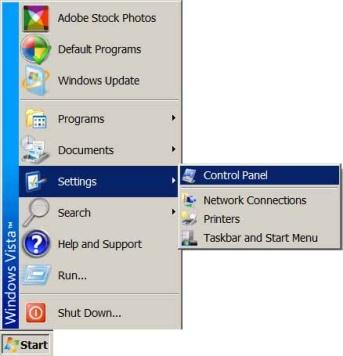 Adobe Stock Photos
Default Programs
Windows Update
Programs
Documents
Settings
Search
Help and Support
Run...
Shut Down...
Control Panel
Network Connections
Printers
Taskbar and Start Menu
Windows Vista™
Start